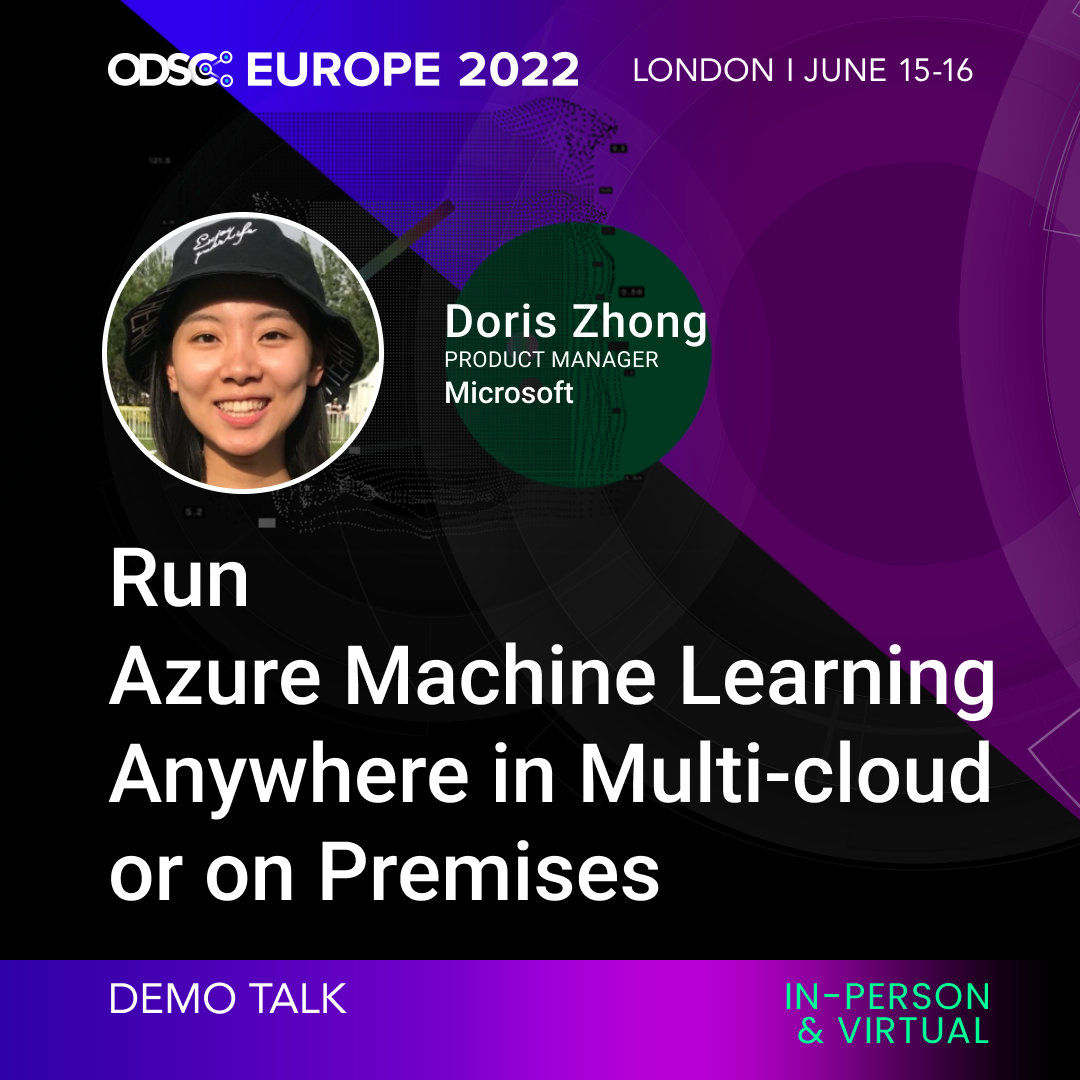 ODSC EUROPE 2022
LONDON | JUNE 15-16
Enjoy
Doris Zhong
PRODUCT MANAGER
Microsoft
Run
Azure Machine Learning
Anywhere in Multi-cloud
or on Premises
DEMO TALK
IN-PERSON
& VIRTUAL